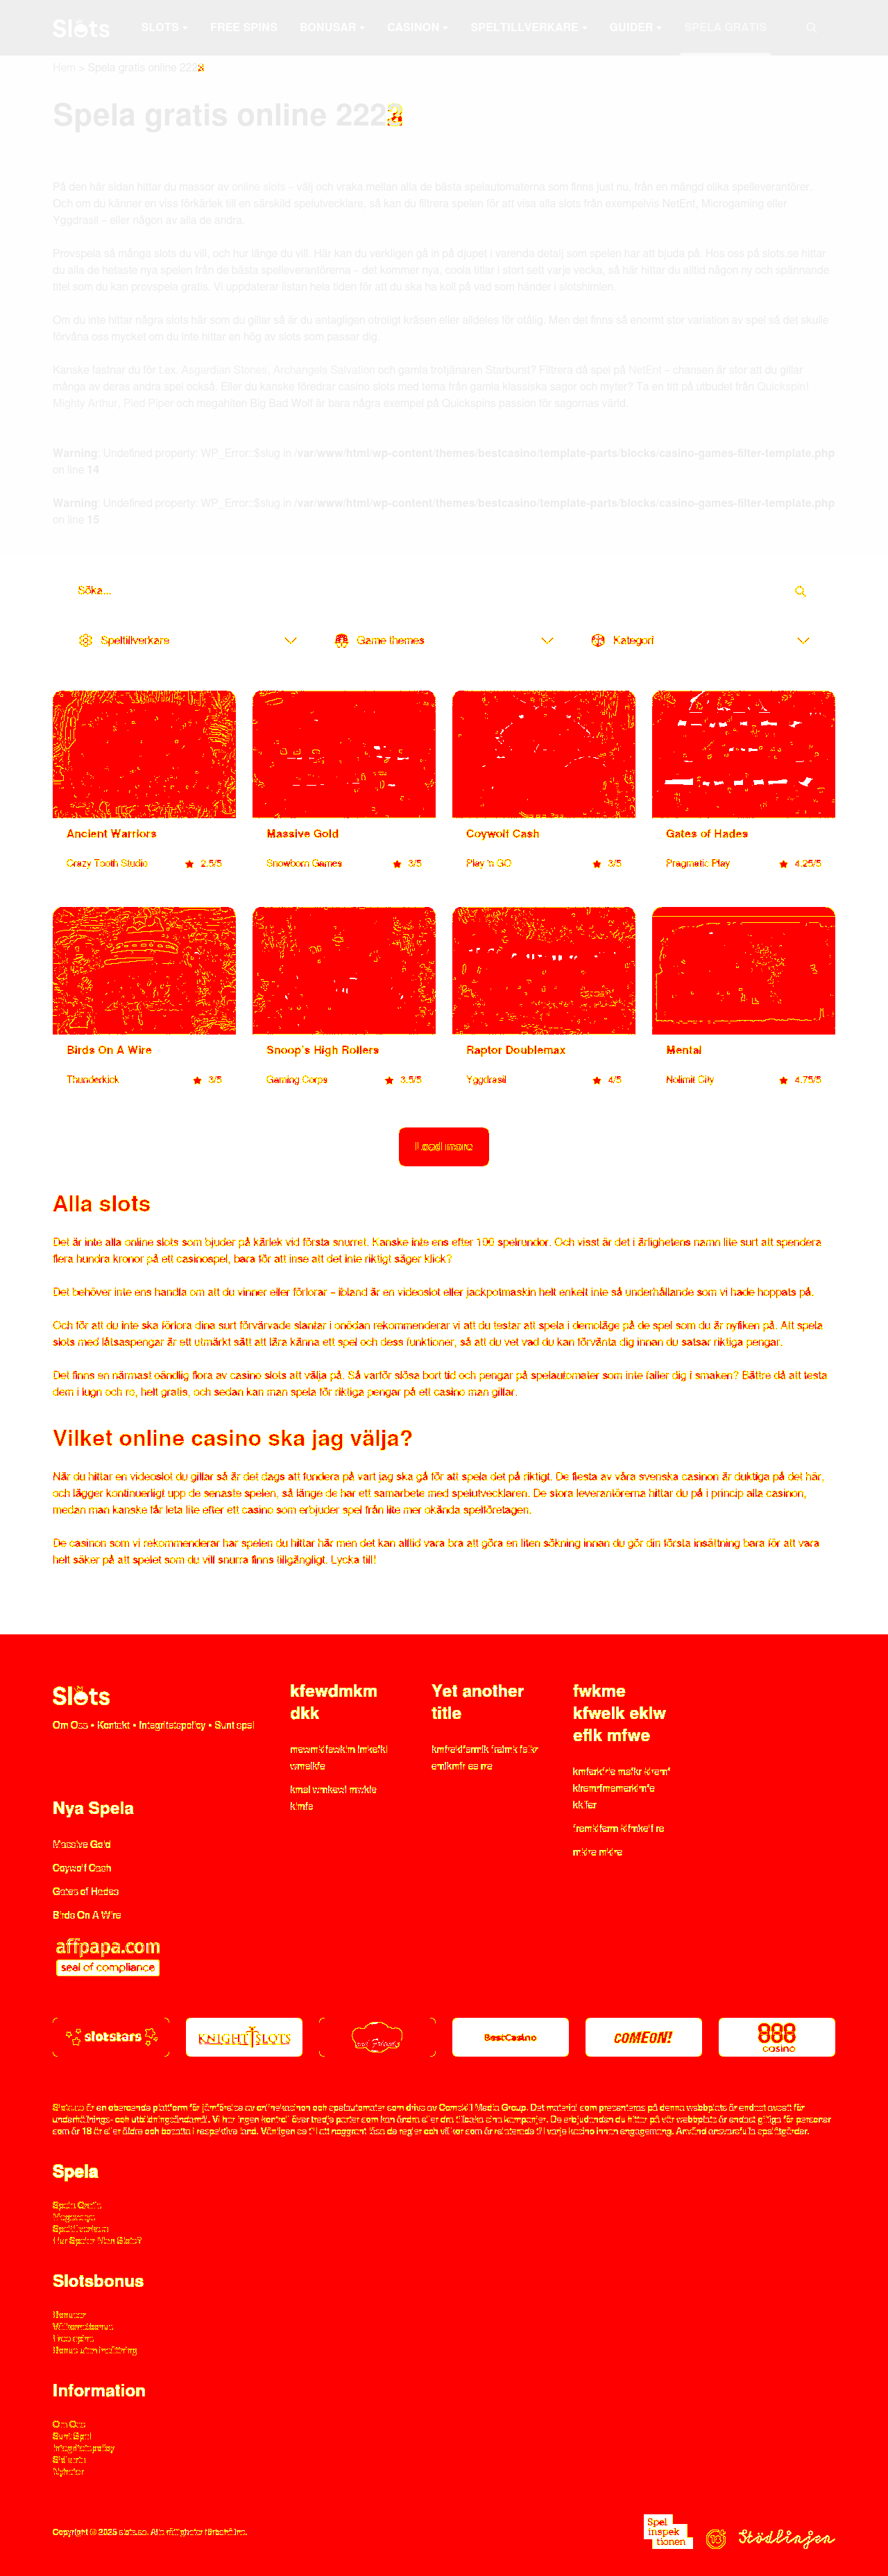 Slots SLOTS FREE SPINS BONUSAR CASINON SPELTILLVERKARE GUIDER SPELA GRATIS
Hem > Spela gratis online 222
Spela gratis online 222
På den här sidan hittar du massor av online slots – välj och vraka mellan alla de bästa spelautomaterna som finns just nu, från en mängd olika spelleverantörer.
Och om du känner en viss förkärlek till en särskild spelutvecklare, så kan du filtrera spelen för att visa alla slots från exempelvis NetEnt, Microgaming eller
Yggdrasil – eller någon av alla de andra.
Provspela så många slots du vill, och hur länge du vill. Här kan du verkligen gå in på djupet i varenda detalj som spelen har att bjuda på. Hos oss på slots.se hittar
du alla de hetaste nya spelen från de bästa spelleverantörerna – det kommer nya, coola titlar i stort sett varje vecka, så här hittar du alltid någon ny och spännande
titel som du kan provspela gratis. Vi uppdaterar listan hela tiden för att du ska ha koll på vad som händer i slotshimlen.
Om du inte hittar några slots här som du gillar så är du antagligen otroligt kräsen eller alldeles för otålig. Men det finns så enormt stor variation av spel så det skulle
förvåna oss mycket om du inte hittar en hög av slots som passar dig.
Kanske fastnar du för t.ex. Asgardian Stones, Archangels Salvation och gamla trotjänaren Starburst? Filtrera då spel på NetEnt – chansen är stor att du gillar
många av deras andra spel också. Eller du kanske föredrar casino slots med tema från gamla klassiska sagor och myter? Ta en titt på utbudet från Quickspin!
Mighty Arthur, Pied Piper och megahiten Big Bad Wolf är bara några exempel på Quickspins passion för sagornas värld.
Warning: Undefined property: WP_Error::$slug in /var/www/html/wp-content/themes/bestcasino/template-parts/blocks/casino-games-filter-template.php
on line 14
Warning: Undefined property: WP_Error::$slug in /var/www/html/wp-content/themes/bestcasino/template-parts/blocks/casino-games-filter-template.php
on line 15
Söka...
Speltillverkare Game themes Kategori
Ancient Warriors Massive Gold Coywolf Cash Gates of Hades
Crazy Tooth Studio 2.5/5 Snowborn Games 3/5 Play 'n GO 3/5 Pragmatic Play 4.25/5
Birds On A Wire Snoop's High Rollers Raptor Doublemax Mental
Thunderkick 3/5 Gaming Corps 3.5/5 Yggdrasil 4/5 Nolimit City 4.75/5
Load more
Alla slots
Det är inte alla online slots som bjuder på kärlek vid första snurret. Kanske inte ens efter 100 spelrundor. Och visst är det i ärlighetens namn lite surt att spendera
flera hundra kronor på ett casinospel, bara för att inse att det inte riktigt säger klick?
Det behöver inte ens handla om att du vinner eller förlorar – ibland är en videoslot eller jackpotmaskin helt enkelt inte så underhållande som vi hade hoppats på.
Och för att du inte ska förlora dina surt förvärvade slantar i onödan rekommenderar vi att du testar att spela i demoläge på de spel som du är nyfiken på. Att spela
slots med låtsaspengar är ett utmärkt sätt att lära känna ett spel och dess funktioner, så att du vet vad du kan förvänta dig innan du satsar riktiga pengar.
Det finns en närmast oändlig flora av casino slots att välja på. Så varför slösa bort tid och pengar på spelautomater som inte faller dig i smaken? Bättre då att testa
dem i lugn och ro, helt gratis, och sedan kan man spela för riktiga pengar på ett casino man gillar.
Vilket online casino ska jag välja?
När du hittar en videoslot du gillar så är det dags att fundera på vart jag ska gå för att spela det på riktigt. De flesta av våra svenska casinon är duktiga på det här,
och lägger kontinuerligt upp de senaste spelen, så länge de har ett samarbete med spelutvecklaren. De stora leverantörerna hittar du på i princip alla casinon,
medan man kanske får leta lite efter ett casino som erbjuder spel från lite mer okända spelföretagen.
De casinon som vi rekommenderar har spelen du hittar här men det kan alltid vara bra att göra en liten sökning innan du gör din första insättning bara för att vara
helt säker på att spelet som du vill snurra finns tillgängligt. Lycka till!
Slots
Om Oss • Kontakt • Integritetspolicy • Sunt spel
kfewdmkm
dkk
Yet another
title
fwkme
kfwelk eklw
eflk mfwe
Nya Spela
Massive Gold
Coywolf Cash
Gates of Hades
Birds On A Wire
affpapa.com
seal of compliance
slotstars KNIGHT SLOTS BestCasino COMEON! 888
casino
Spela
Spela Gratis
Slotsbonus
Information
Om Oss
Sunt Spel
Integritetspolicy
Nyheter
Copyright © 2025 slots.se. Alla rättigheter förbehållna.
Spel
inspek
tionen
18 Stödlinjen